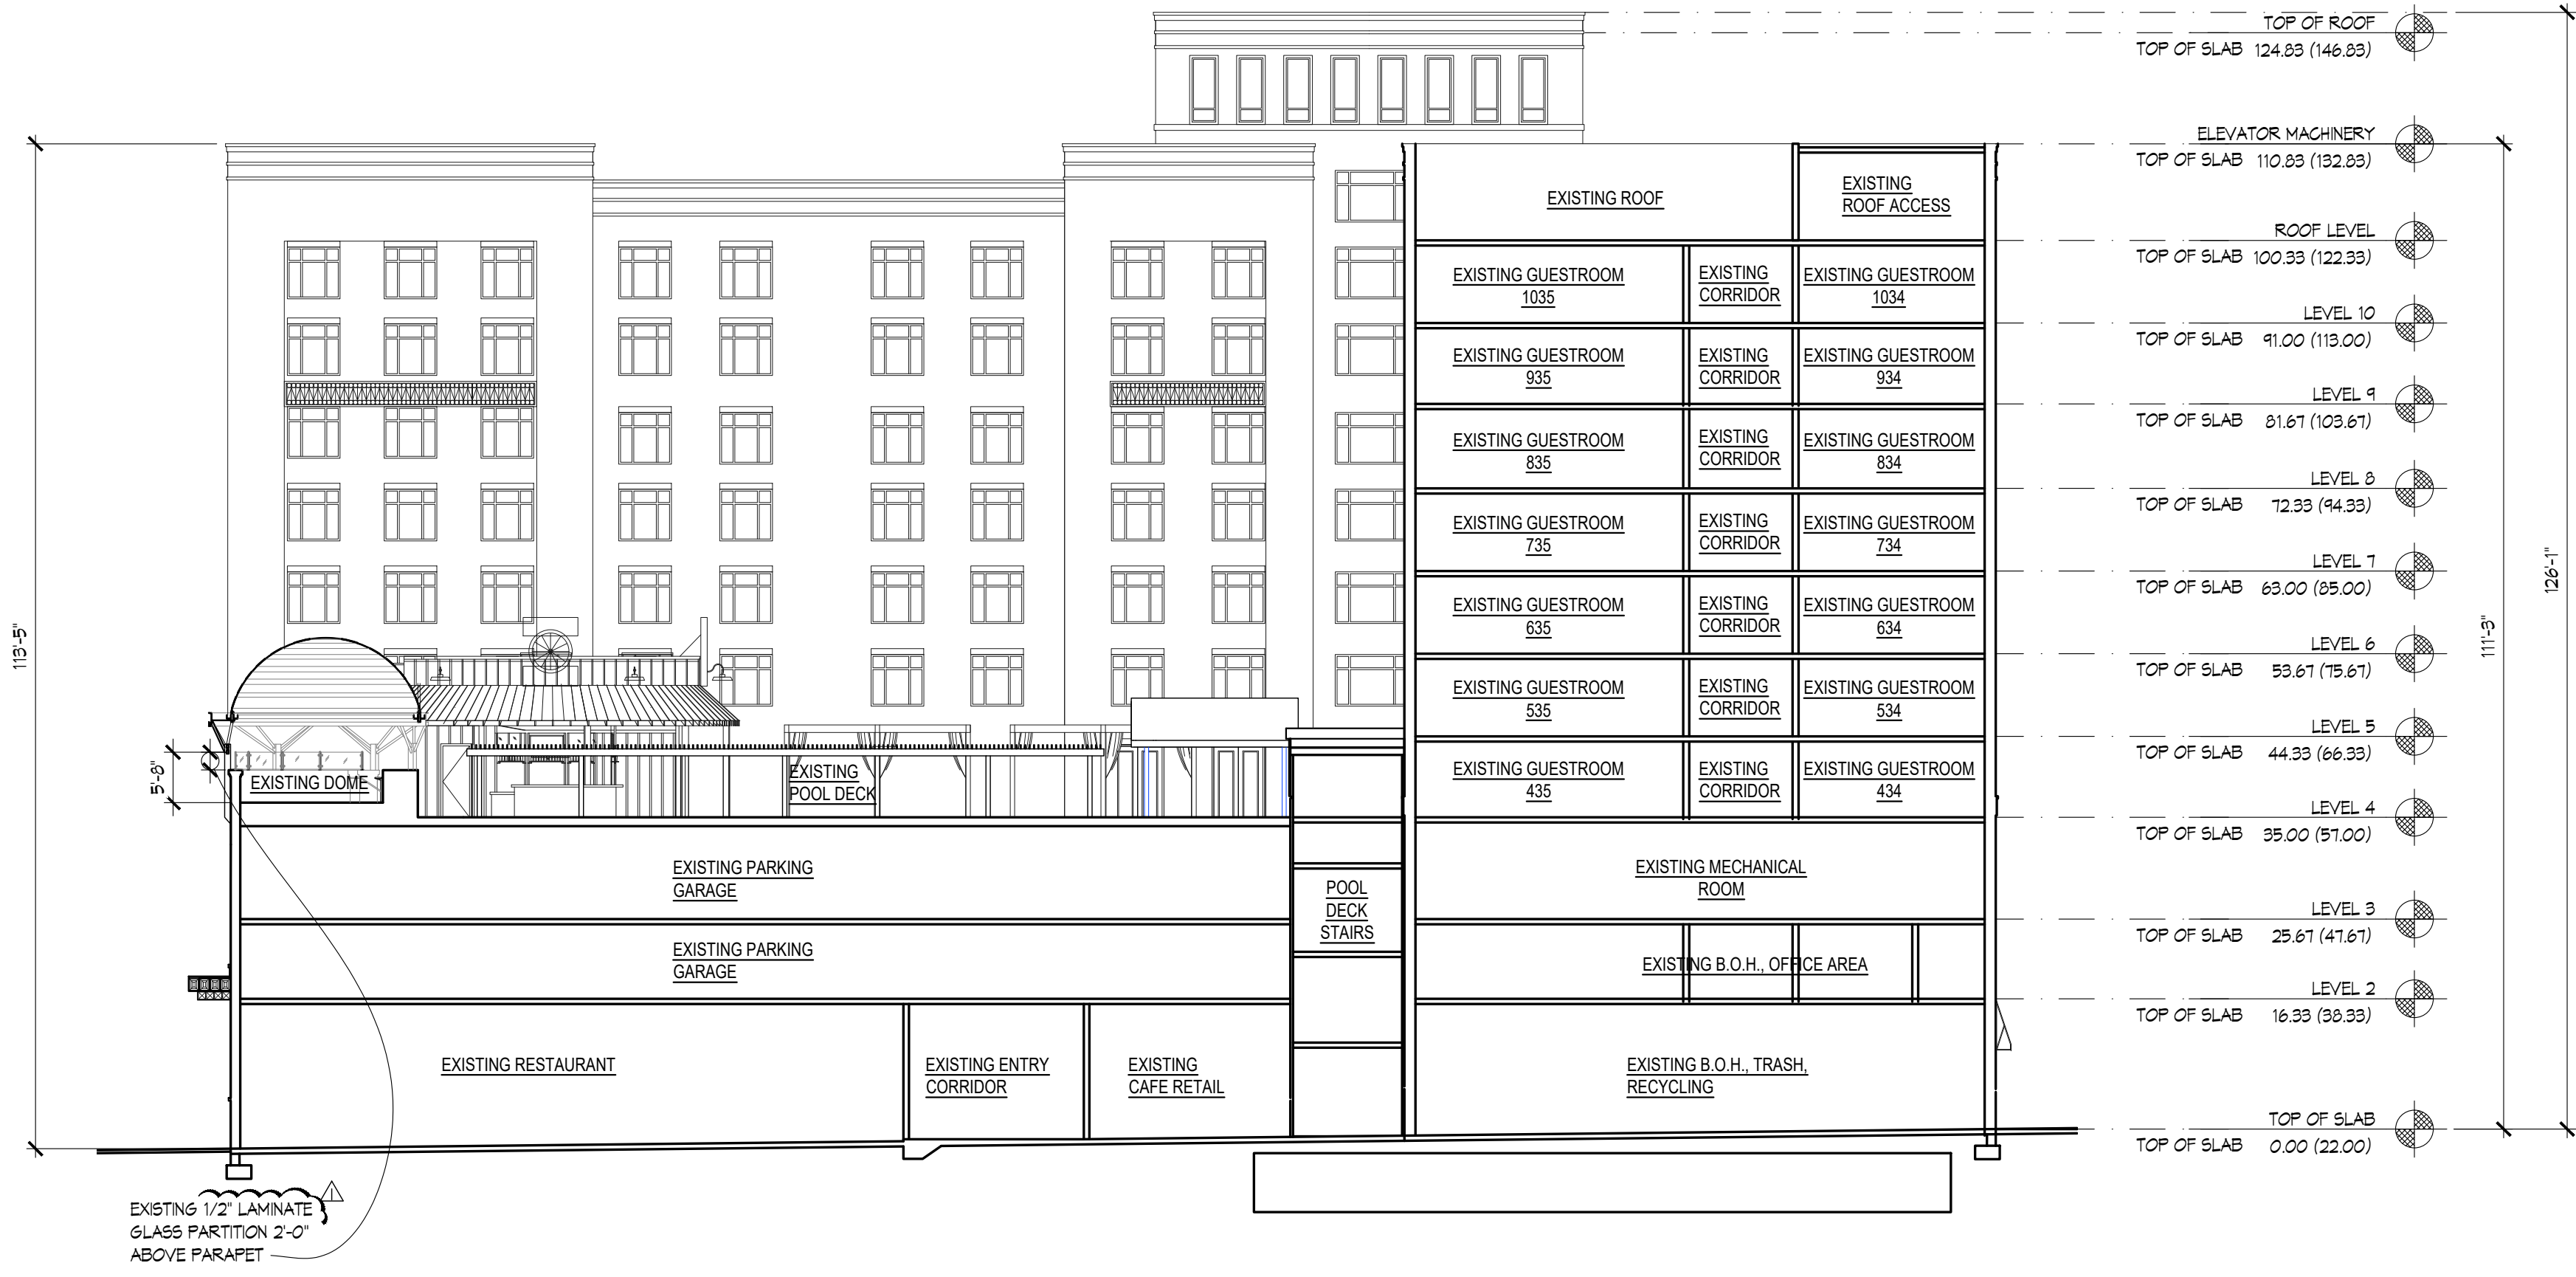 TOP OF ROOF
TOP OF SLAB 124.83 (146.83)
ELEVATOR MACHINERY
TOP OF SLAB 110.83 (132.83)
ROOF LEVEL
TOP OF SLAB 100.33 (122.33)
LEVEL 10
TOP OF SLAB 91.00 (113.00)
LEVEL 9
TOP OF SLAB 81.67 (103.67)
LEVEL 8
TOP OF SLAB 72.33 (94.33)
LEVEL 7
TOP OF SLAB 63.00 (85.00)
LEVEL 6
TOP OF SLAB 53.67 (75.67)
LEVEL 5
TOP OF SLAB 44.33 (66.33)
LEVEL 4
TOP OF SLAB 35.00 (57.00)
LEVEL 3
TOP OF SLAB 25.67 (47.67)
LEVEL 2
TOP OF SLAB 16.33 (38.33)
TOP OF SLAB
TOP OF SLAB 0.00 (22.00)
126'-1"
111'-3"
113'-5"
5'-8"
EXISTING ROOF
EXISTING
ROOF ACCESS
EXISTING GUESTROOM
1035
EXISTING
CORRIDOR
EXISTING GUESTROOM
1034
EXISTING GUESTROOM
935
EXISTING
CORRIDOR
EXISTING GUESTROOM
934
EXISTING GUESTROOM
835
EXISTING
CORRIDOR
EXISTING GUESTROOM
834
EXISTING GUESTROOM
735
EXISTING
CORRIDOR
EXISTING GUESTROOM
734
EXISTING GUESTROOM
635
EXISTING
CORRIDOR
EXISTING GUESTROOM
634
EXISTING GUESTROOM
535
EXISTING
CORRIDOR
EXISTING GUESTROOM
534
EXISTING GUESTROOM
435
EXISTING
CORRIDOR
EXISTING GUESTROOM
434
EXISTING DOME
EXISTING
POOL DECK
EXISTING PARKING
GARAGE
EXISTING MECHANICAL
ROOM
POOL
DECK
STAIRS
EXISTING PARKING
GARAGE
EXISTING B.O.H., OFFICE AREA
EXISTING RESTAURANT
EXISTING ENTRY
CORRIDOR
EXISTING
CAFE RETAIL
EXISTING B.O.H., TRASH,
RECYCLING
1
EXISTING 1/2" LAMINATE
GLASS PARTITION 2'-0"
ABOVE PARAPET